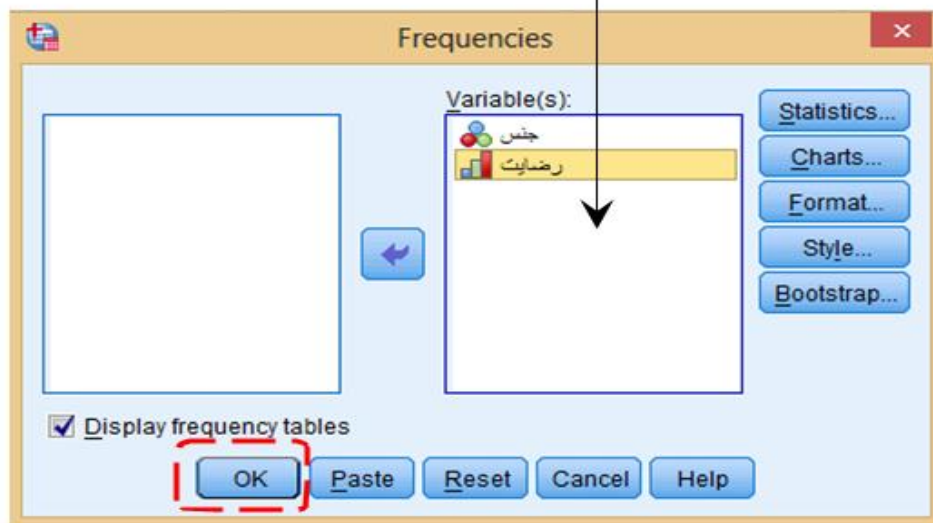 Frequencies
Variable(s):
جنس
رضایت
Statistics...
Charts...
Format...
Style...
Bootstrap...
Display frequency tables
OK
Paste
Reset
Cancel
Help